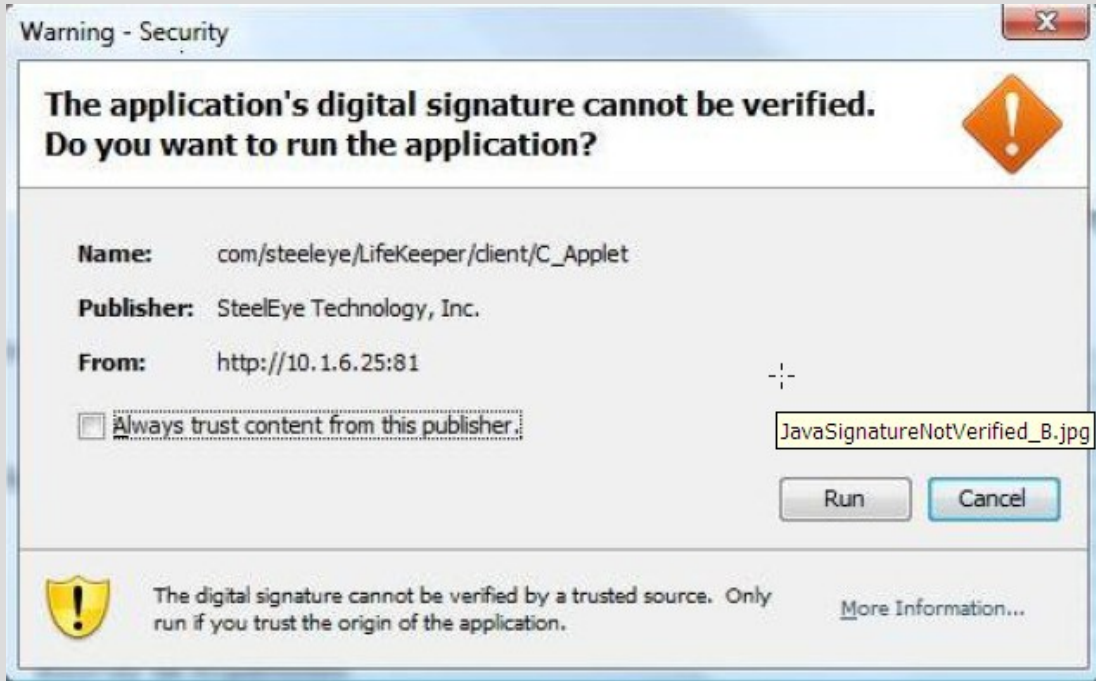 Warning - Security
The application's digital signature cannot be verified.
Do you want to run the application?
Name: com/steeleye/LifeKeeper/client/C_Applet
Publisher: SteelEye Technology, Inc.
From: http://10.1.6.25:81
Always trust content from this publisher.
JavaSignatureNotVerified_B.jpg
Run Cancel
The digital signature cannot be verified by a trusted source. Only
run if you trust the origin of the application.
More Information...